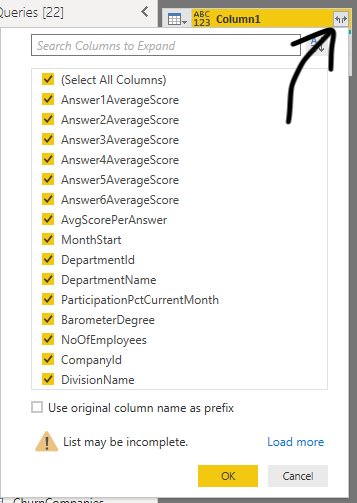 Queries [22]
ABC 123 Column1
Search Columns to Expand
(Select All Columns)
Answer1AverageScore
Answer2AverageScore
Answer3AverageScore
Answer4AverageScore
Answer5AverageScore
Answer6AverageScore
AvgScorePerAnswer
MonthStart
DepartmentId
DepartmentName
ParticipationPctCurrentMonth
BarometerDegree
NoOfEmployees
CompanyId
DivisionName
Use original column name as prefix
List may be incomplete. Load more
OK Cancel
ChurnCompanies